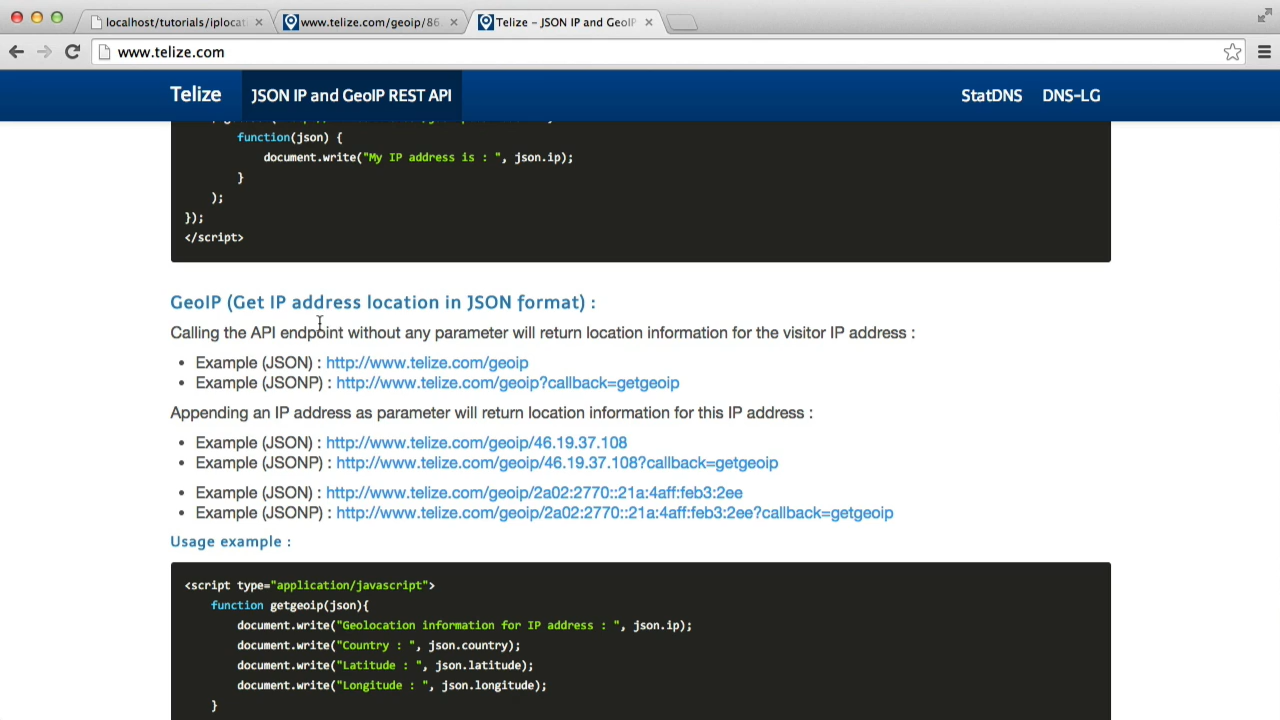 localhost/tutorials/iplocati
www.telize.com/geoip/86.
Telize – JSON IP and GeoIP
www.telize.com
Telize
JSON IP and GeoIP REST API
StatDNS
DNS-LG
function(json) {
document.write("My IP address is : ", json.ip);
}
);
});
</script>
GeoIP (Get IP address location in JSON format) :
Calling the API endpoint without any parameter will return location information for the visitor IP address :
• Example (JSON) : http://www.telize.com/geoip
• Example (JSONP) : http://www.telize.com/geoip?callback=getgeoip
Appending an IP address as parameter will return location information for this IP address :
• Example (JSON) : http://www.telize.com/geoip/46.19.37.108
• Example (JSONP) : http://www.telize.com/geoip/46.19.37.108?callback=getgeoip
• Example (JSON) : http://www.telize.com/geoip/2a02:2770::21a:4aff:feb3:2ee
• Example (JSONP) : http://www.telize.com/geoip/2a02:2770::21a:4aff:feb3:2ee?callback=getgeoip
Usage example :
<script type="application/javascript">
function getgeoip(json){
document.write("Geolocation information for IP address : ", json.ip);
document.write("Country : ", json.country);
document.write("Latitude : ", json.latitude);
document.write("Longitude : ", json.longitude);
}